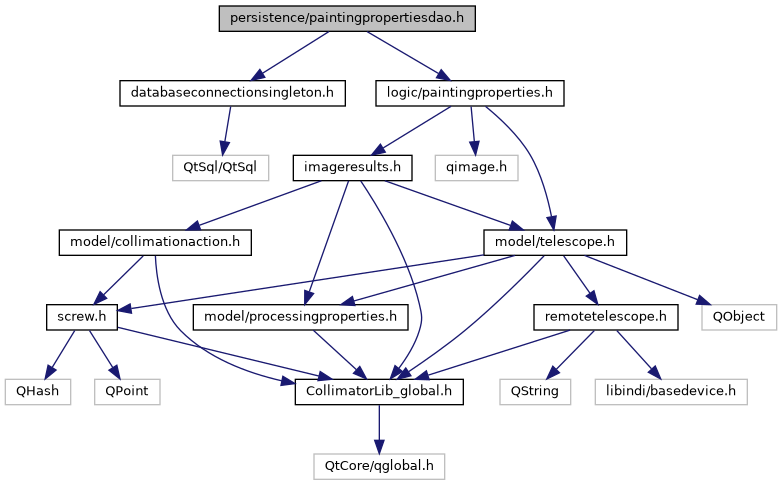 persistence/paintingpropertiesdao.h
databaseconnectionsingleton.h
logic/paintingproperties.h
QtSql/QtSql
imageresults.h
qimage.h
model/collimationaction.h
model/telescope.h
screw.h
model/processingproperties.h
remotetelescope.h
QObject
QHash
QPoint
CollimatorLib_global.h
QString
libindi/basedevice.h
QtCore/qglobal.h